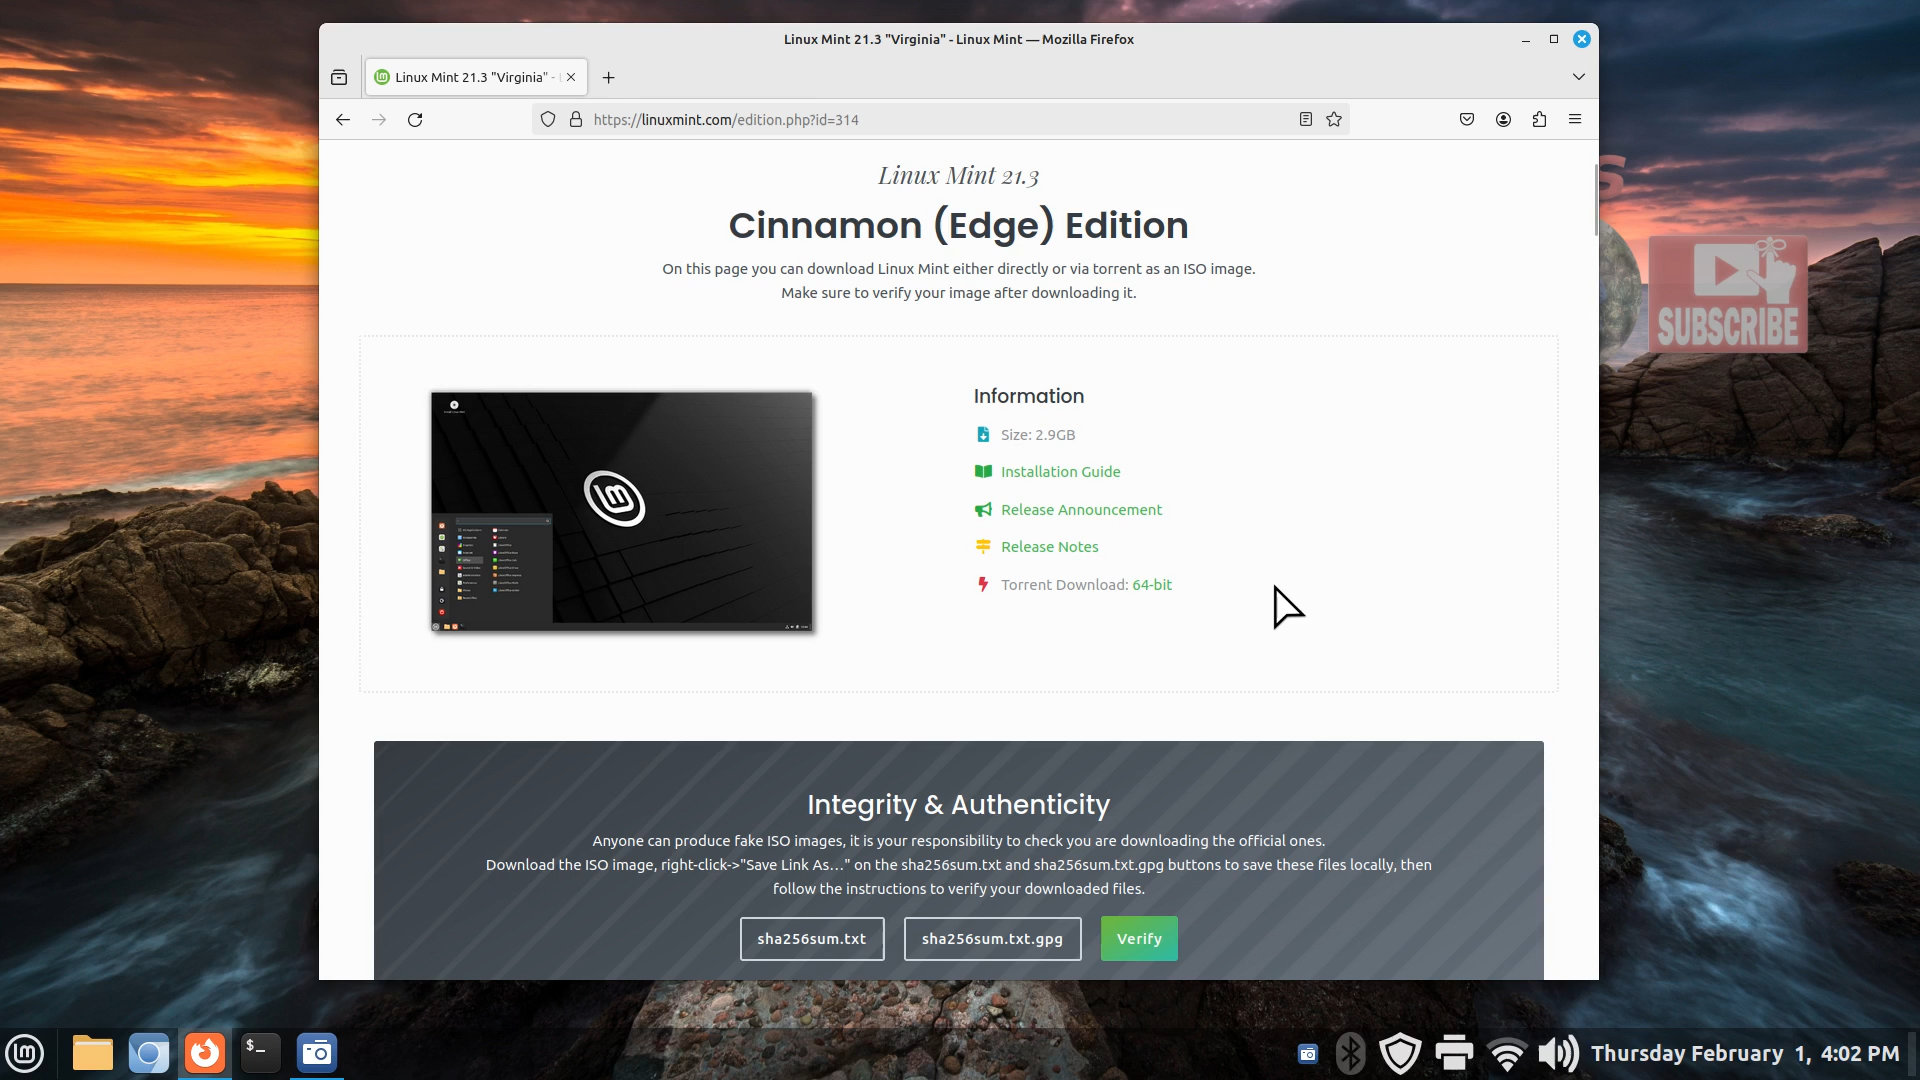 Linux Mint 21.3 "Virginia" - Linux Mint — Mozilla Firefox
Linux Mint 21.3 "Virginia" -
https://linuxmint.com/edition.php?id=314
Linux Mint 21.3
Cinnamon (Edge) Edition
On this page you can download Linux Mint either directly or via torrent as an ISO image.
Make sure to verify your image after downloading it.
SUBSCRIBE
Information
Size: 2.9GB
Installation Guide
Release Announcement
Release Notes
Torrent Download: 64-bit
Integrity & Authenticity
Anyone can produce fake ISO images, it is your responsibility to check you are downloading the official ones.
Download the ISO image, right-click->"Save Link As..." on the sha256sum.txt and sha256sum.txt.gpg buttons to save these files locally, then
follow the instructions to verify your downloaded files.
sha256sum.txt
sha256sum.txt.gpg
Verify
$_
Thursday February 1, 4:02 PM